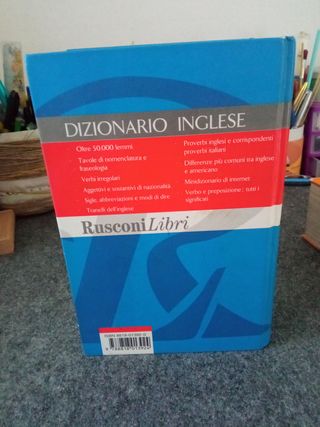 DIZIONARIO INGLESE
Oltre 50.000 lemmi
Tavole di nomenclatura e
fraseologia
Verbi irregolari
Aggettivi e sostantivi di nazionalità
Sigle, abbreviazioni e modi di dire
Tranelli dell'inglese
Proverbi inglesi e corrispondenti
proverbi italiani
Differenze più comuni tra inglese
e americano
Minidizionario di internet
Verbo e preposizione: tutti i
significati
RusconiLibri